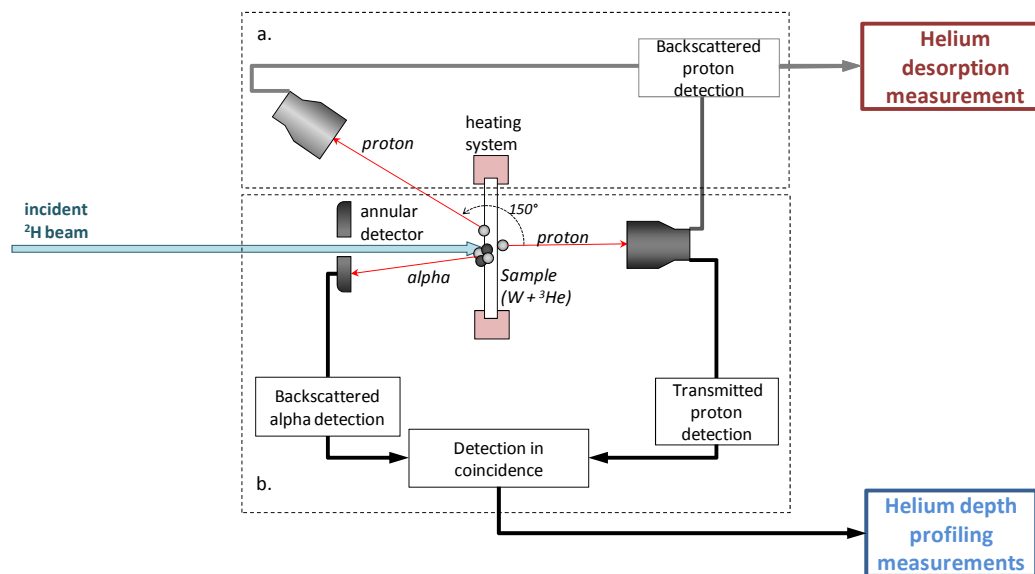 a.
Backscattered
proton
detection
Helium
desorption
measurement
heating
system
proton
150°
incident
²H beam
annular
detector
proton
alpha
Sample
(W + ³He)
Backscattered
alpha detection
Transmitted
proton
detection
Detection in
coincidence
b.
Helium depth
profiling
measurements